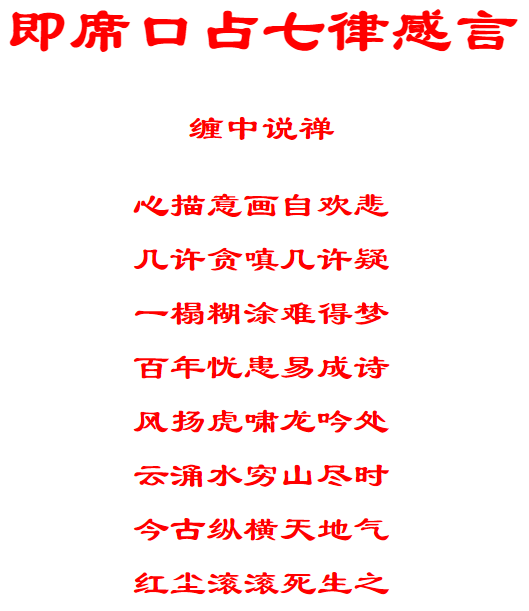 即席口占七律感言
缠中说禅
心描意画自欢悲
几许贪嗔几许疑
一榻糊涂难得梦
百年忧患易成诗
风扬虎啸龙吟处
云涌水穷山尽时
今古纵横天地气
红尘滚滚死生之